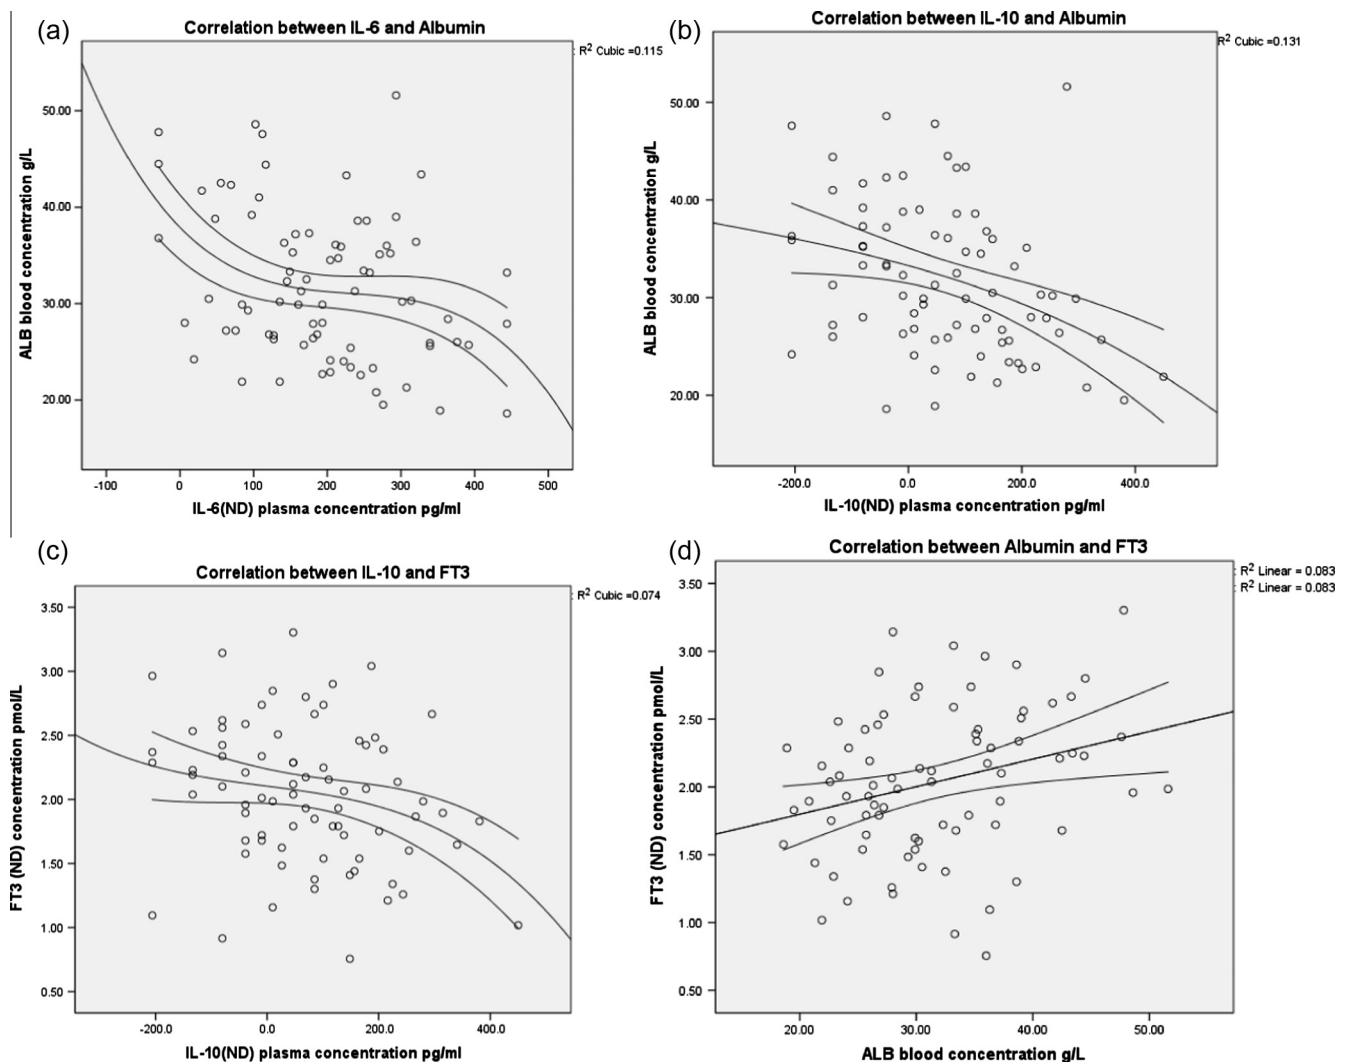 (a)
Correlation between IL-6 and Albumin
R2 Cubic =0.115
ALB blood concentration g/L
50.00
40.00
30.00
20.00
-100
0
100
200
300
400
500
IL-6(ND) plasma concentration pg/ml
(b)
Correlation between IL-10 and Albumin
R2 Cubic =0.131
ALB blood concentration g/L
50.00
40.00
30.00
20.00
-200.0
0.0
200.0
400.0
IL-10(ND) plasma concentration pg/ml
(c)
Correlation between IL-10 and FT3
R2 Cubic =0.074
FT3 (ND) concentration pmol/L
3.50
3.00
2.50
2.00
1.50
1.00
0.50
-200.0
0.0
200.0
400.0
IL-10(ND) plasma concentration pg/ml
(d)
Correlation between Albumin and FT3
R2 Linear = 0.083
R2 Linear = 0.083
FT3 (ND) concentration pmol/L
3.50
3.00
2.50
2.00
1.50
1.00
0.50
20.00
30.00
40.00
50.00
ALB blood concentration g/L